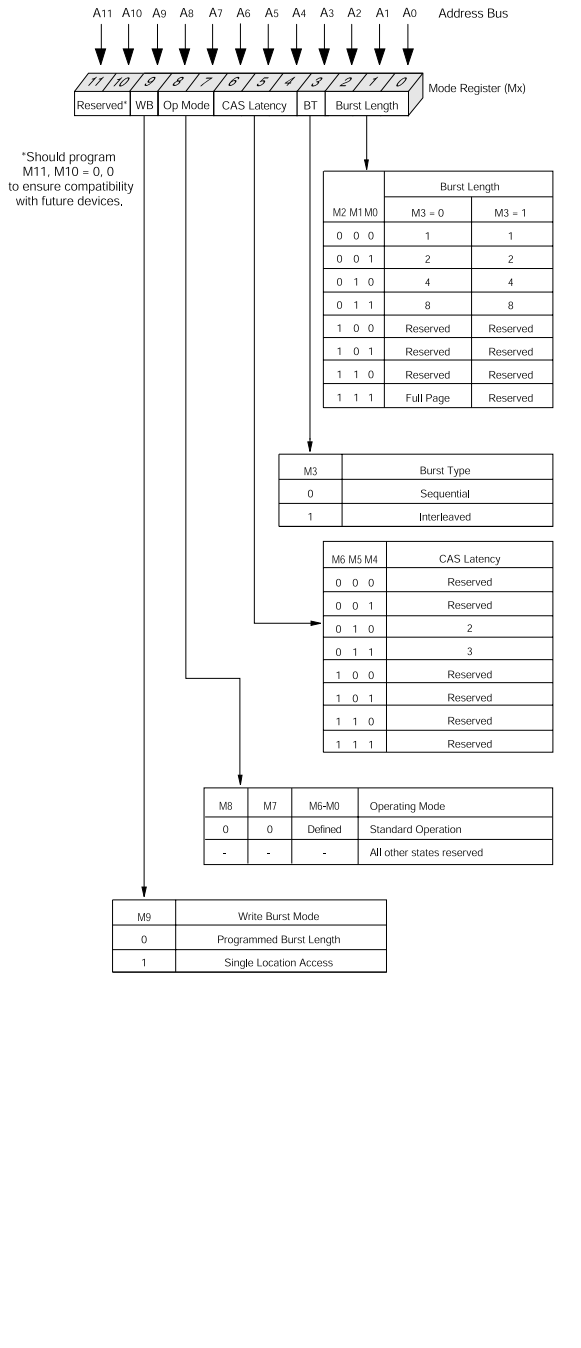 A11 A10 A9 A8 A7 A6 A5 A4 A3 A2 A1 A0 Address Bus
11 10 9 8 7 6 5 4 3 2 1 0
Mode Register (Mx)
Reserved* WB Op Mode CAS Latency BT Burst Length
*Should program
M11, M10 = 0, 0
to ensure compatibility
with future devices.
Burst Length
M2 M1 M0 M3 = 0 M3 = 1
0 0 0 1 1
0 0 1 2 2
0 1 0 4 4
0 1 1 8 8
1 0 0 Reserved Reserved
1 0 1 Reserved Reserved
1 1 0 Reserved Reserved
1 1 1 Full Page Reserved
M3 Burst Type
0 Sequential
1 Interleaved
M6 M5 M4 CAS Latency
0 0 0 Reserved
0 0 1 Reserved
0 1 0 2
0 1 1 3
1 0 0 Reserved
1 0 1 Reserved
1 1 0 Reserved
1 1 1 Reserved
M8 M7 M6-M0 Operating Mode
0 0 Defined Standard Operation
- - - All other states reserved
M9 Write Burst Mode
0 Programmed Burst Length
1 Single Location Access